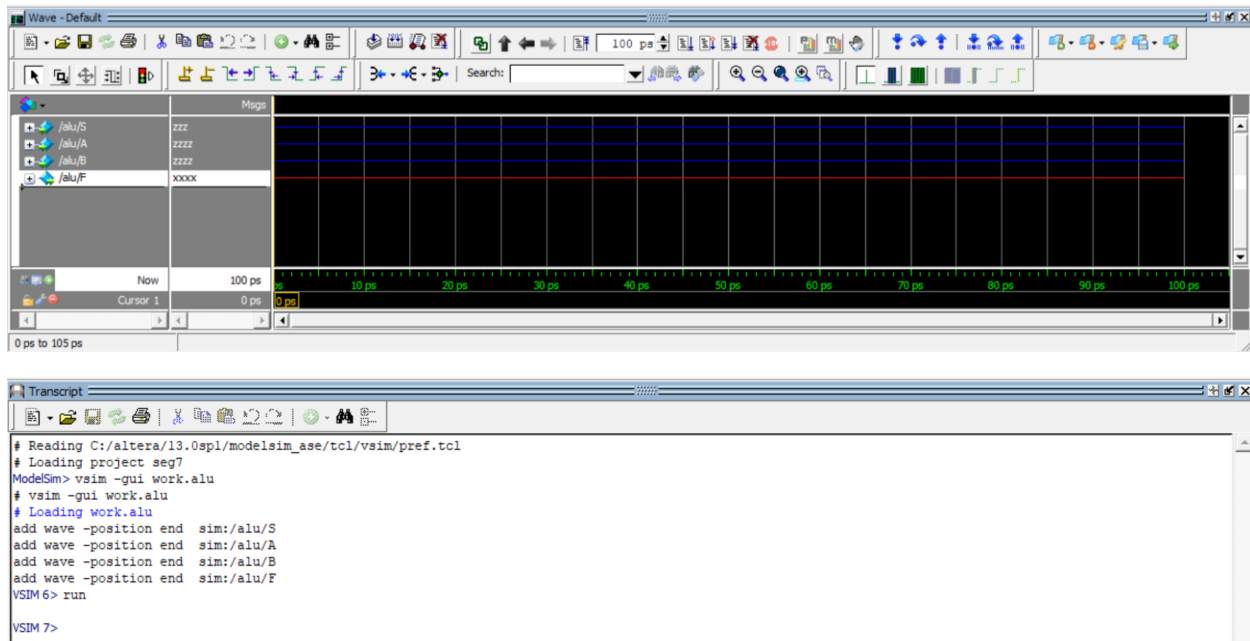 Wave - Default
100 ps
Search:
Msgs
/alu/S zzz
/alu/A zzzz
/alu/B zzzz
/alu/F xxxx
Now 100 ps ps 10 ps 20 ps 30 ps 40 ps 50 ps 60 ps 70 ps 80 ps 90 ps 100 ps
Cursor 1 0 ps 0 ps
0 ps to 105 ps
Transcript
# Reading C:/altera/13.0sp1/modelsim_ase/tcl/vsim/pref.tcl
# Loading project seg7
ModelSim> vsim -gui work.alu
# vsim -gui work.alu
# Loading work.alu
add wave -position end  sim:/alu/S
add wave -position end  sim:/alu/A
add wave -position end  sim:/alu/B
add wave -position end  sim:/alu/F
VSIM 6> run
VSIM 7>